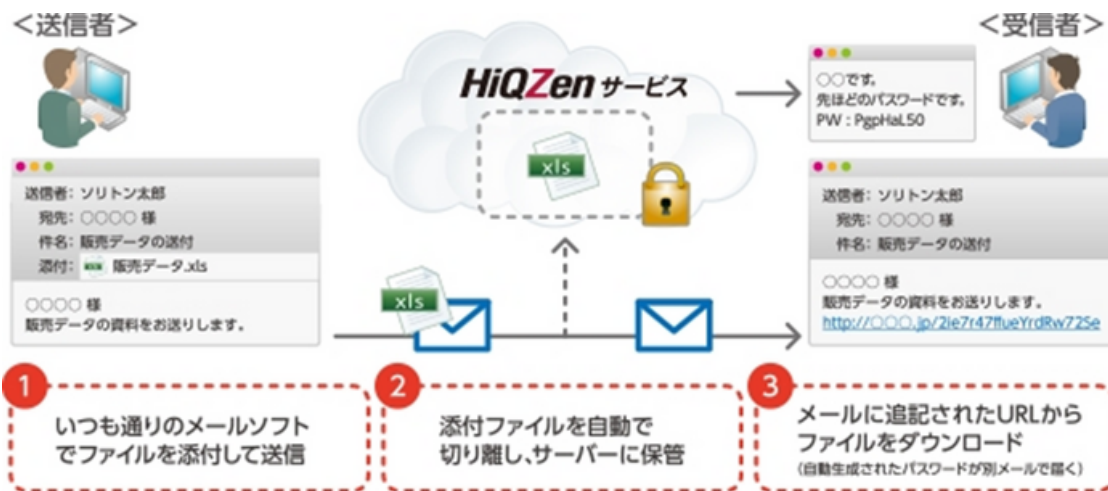 ＜送信者＞
＜受信者＞
HiQZen サービス
xls
○○です。
先ほどのパスワードです。
PW : PgpHaL50
送信者: ソリトン太郎
宛先: ○○○○ 様
件名: 販売データの送付
添付: 販売データ.xls
○○○○ 様
販売データの資料をお送りします。
xls
送信者: ソリトン太郎
宛先: ○○○○ 様
件名: 販売データの送付
○○○○ 様
販売データの資料をお送りします。
http://○○○.jp/2ie7r47ffueYrdRw72Se
1
いつも通りのメールソフト
でファイルを添付して送信
2
添付ファイルを自動で
切り離し、サーバーに保管
3
メールに追記されたURLから
ファイルをダウンロード
(自動生成されたパスワードが別メールで届く)